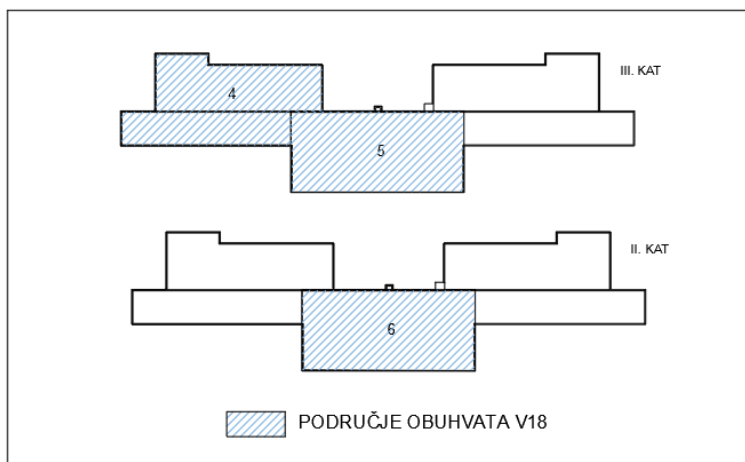 III. KAT
4
5
II. KAT
6
PODRUČJE OBUHVATA V18